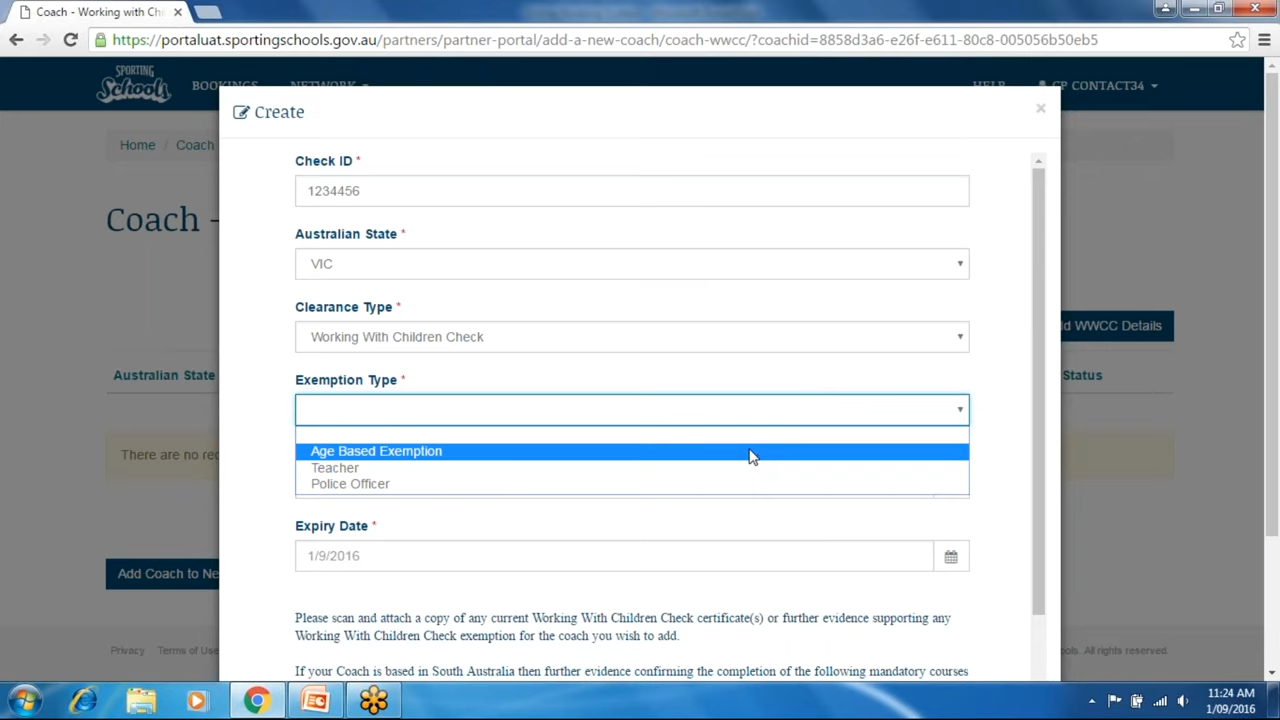 Coach - Working with Chi
https://portaluat.sportingschools.gov.au/partners/partner-portal/add-a-new-coach/coach-wwcc/?coachid=8858d3a6-e26f-e611-80c8-005056b50eb5
SPORTING
Schools
BOOKINGS
NETWORK
HELP
CP CONTACT34
Create
×
Home / Coach
Coach -
Check ID *
1234456
Australian State *
VIC
Clearance Type *
Working With Children Check
d WWCC Details
Australian State
Status
Exemption Type *
Age Based Exemption
Teacher
Police Officer
There are no rec
Expiry Date *
1/9/2016
Add Coach to Ne
Please scan and attach a copy of any current Working With Children Check certificate(s) or further evidence supporting any
Working With Children Check exemption for the coach you wish to add.
If your Coach is based in South Australia then further evidence confirming the completion of the following mandatory courses
Privacy
Terms of Use
ols. All rights reserved.
11:24 AM
1/09/2016